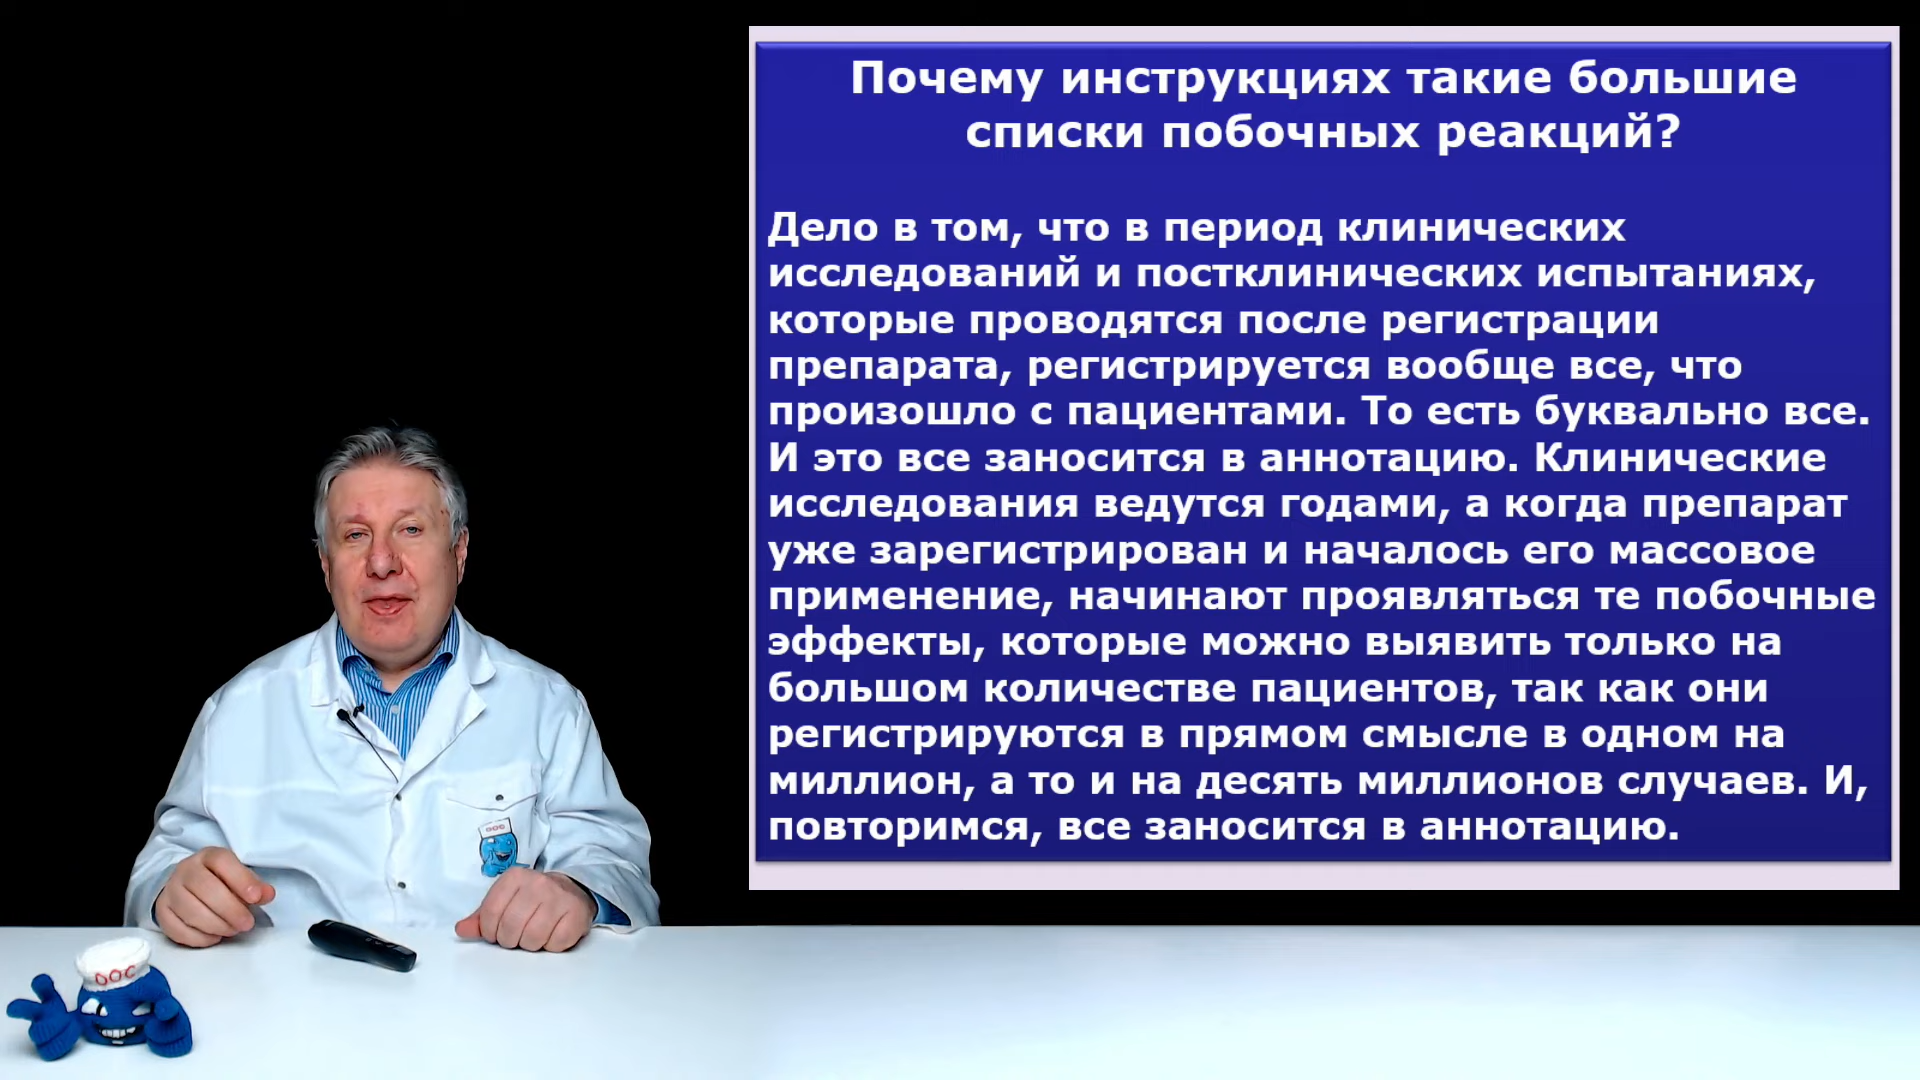 Почему инструкциях такие большие
списки побочных реакций?
Дело в том, что в период клинических
исследований и постклинических испытаниях,
которые проводятся после регистрации
препарата, регистрируется вообще все, что
произошло с пациентами. То есть буквально все.
И это все заносится в аннотацию. Клинические
исследования ведутся годами, а когда препарат
уже зарегистрирован и началось его массовое
применение, начинают проявляться те побочные
эффекты, которые можно выявить только на
большом количестве пациентов, так как они
регистрируются в прямом смысле в одном на
миллион, а то и на десять миллионов случаев. И,
повторимся, все заносится в аннотацию.
DOC
DOC